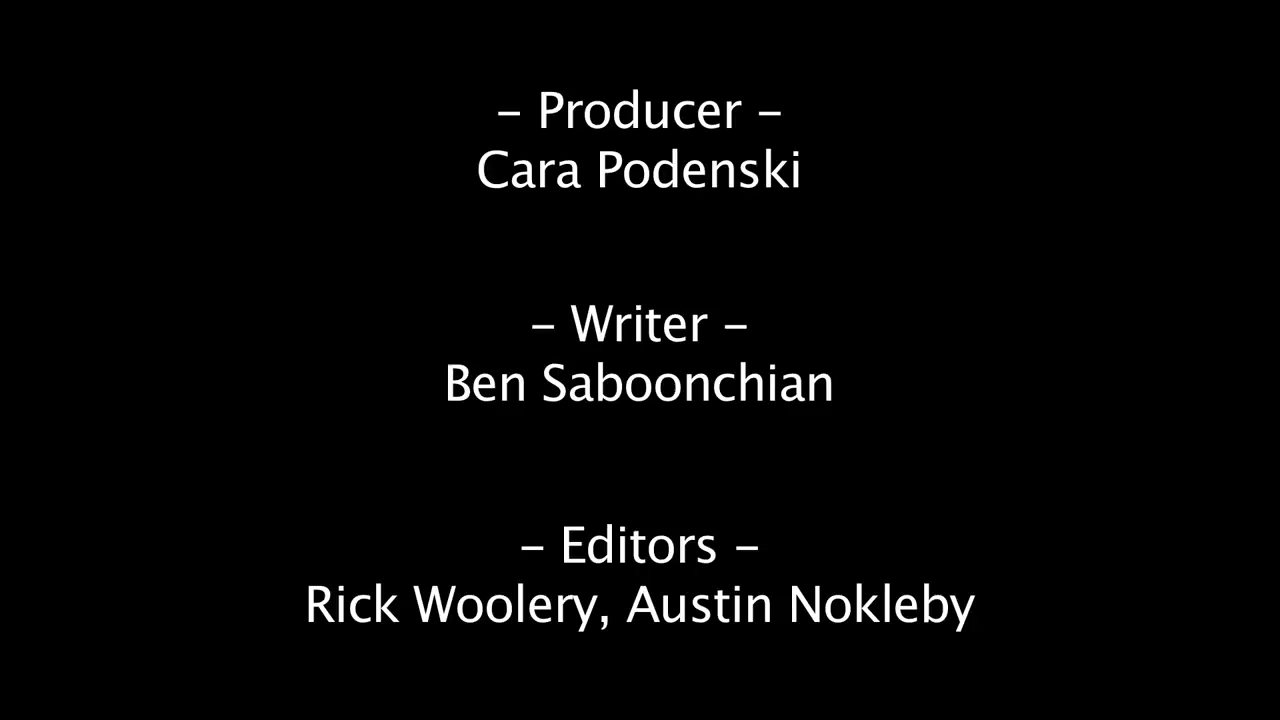 - Producer -
Cara Podenski
- Writer -
Ben Saboonchian
- Editors -
Rick Woolery, Austin Nokleby